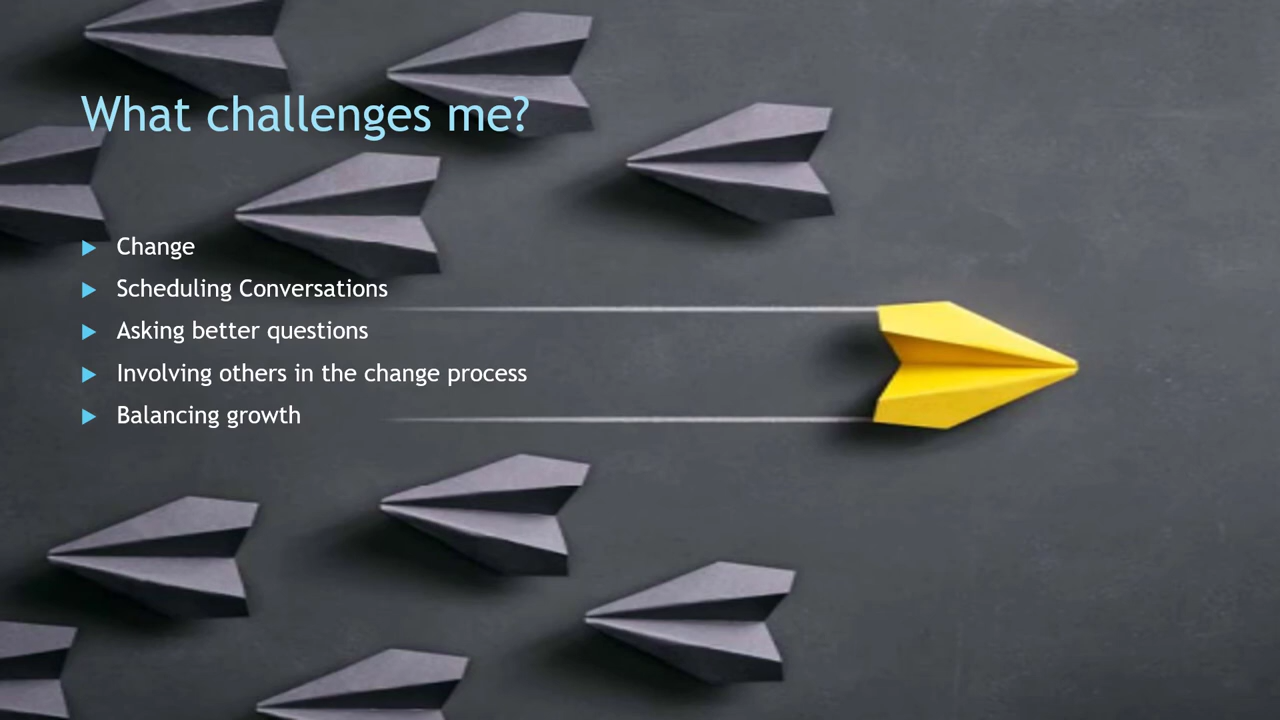 What challenges me?
Change
Scheduling Conversations
Asking better questions
Involving others in the change process
Balancing growth